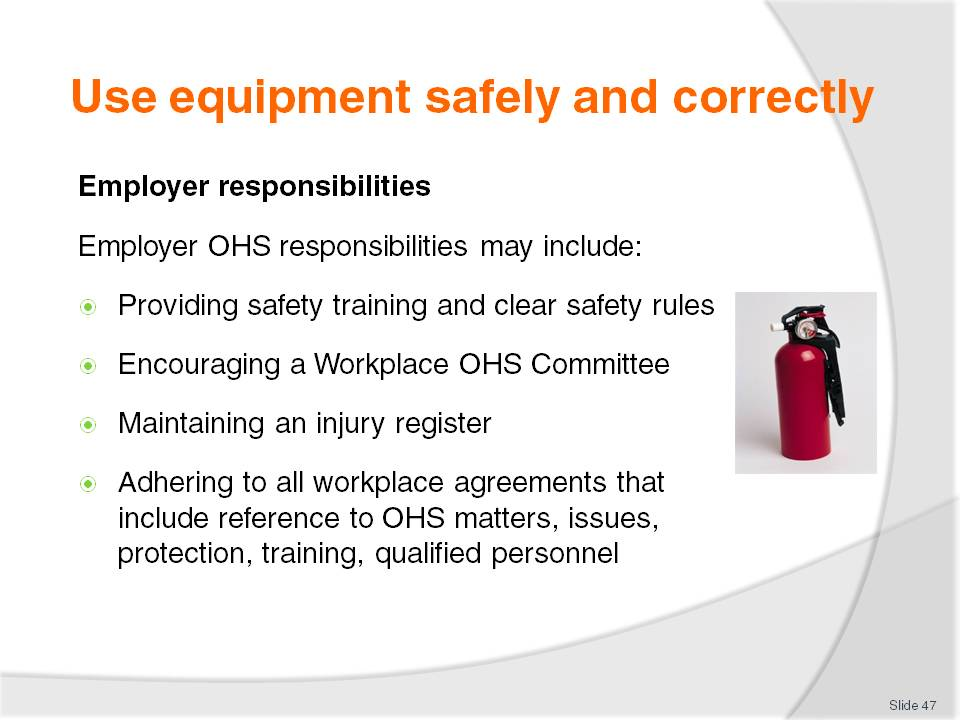 Use equipment safely and correctly
Employer responsibilities
Employer OHS responsibilities may include:
Providing safety training and clear safety rules
Encouraging a Workplace OHS Committee
Maintaining an injury register
Adhering to all workplace agreements that
include reference to OHS matters, issues,
protection, training, qualified personnel
Slide 47